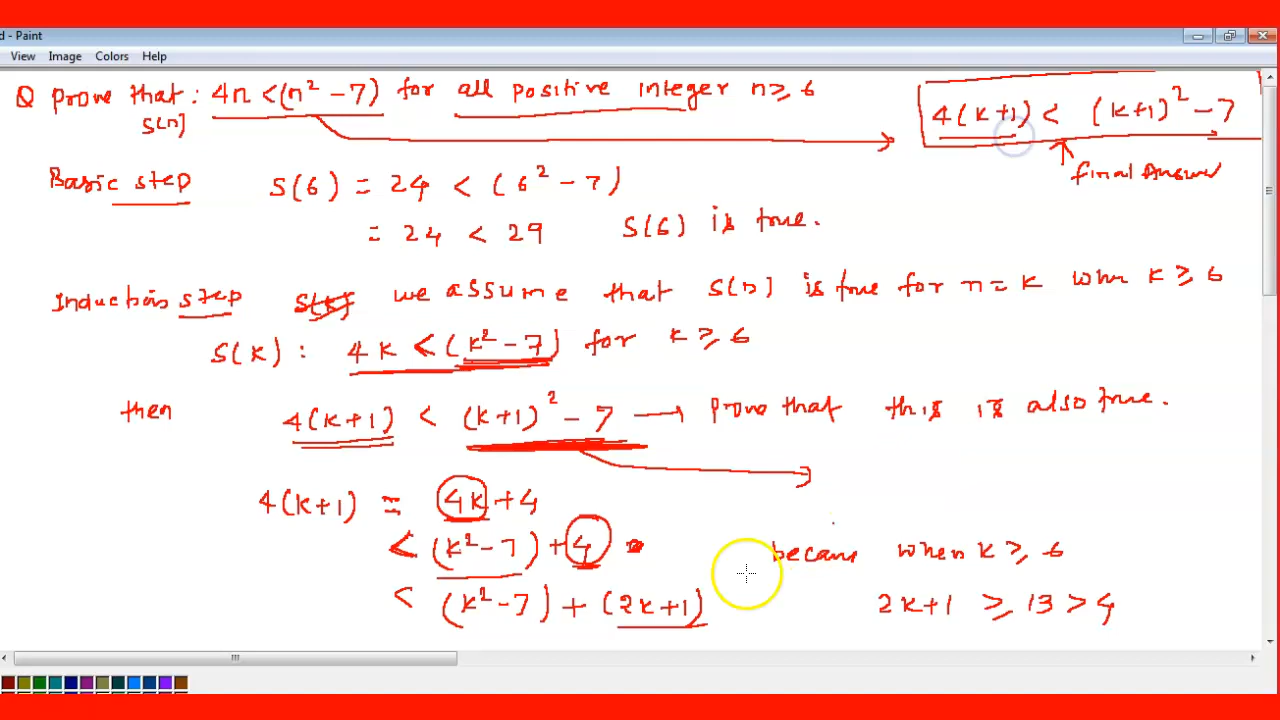 d - Paint
View Image Colors Help
Q prove that: 4n <(n² - 7) for all positive integer n ≥ 6
S[n]
4(k+1) < (k+1)² - 7
final Answer
Basic step S(6) = 24 < (6² - 7)
= 24 < 29 S(6) is true.
Induction step S(k) we assume that S(n) is true for n = k when k ≥ 6
S(k) : 4k < (k² - 7) for k ≥ 6
then 4(k+1) < (k+1)² - 7 → prove that this is also true.
4(k+1) = 4k + 4
< (k² - 7) + 4
because when k ≥ 6
< (k² - 7) + (2k+1) 2k+1 ≥ 13 > 4